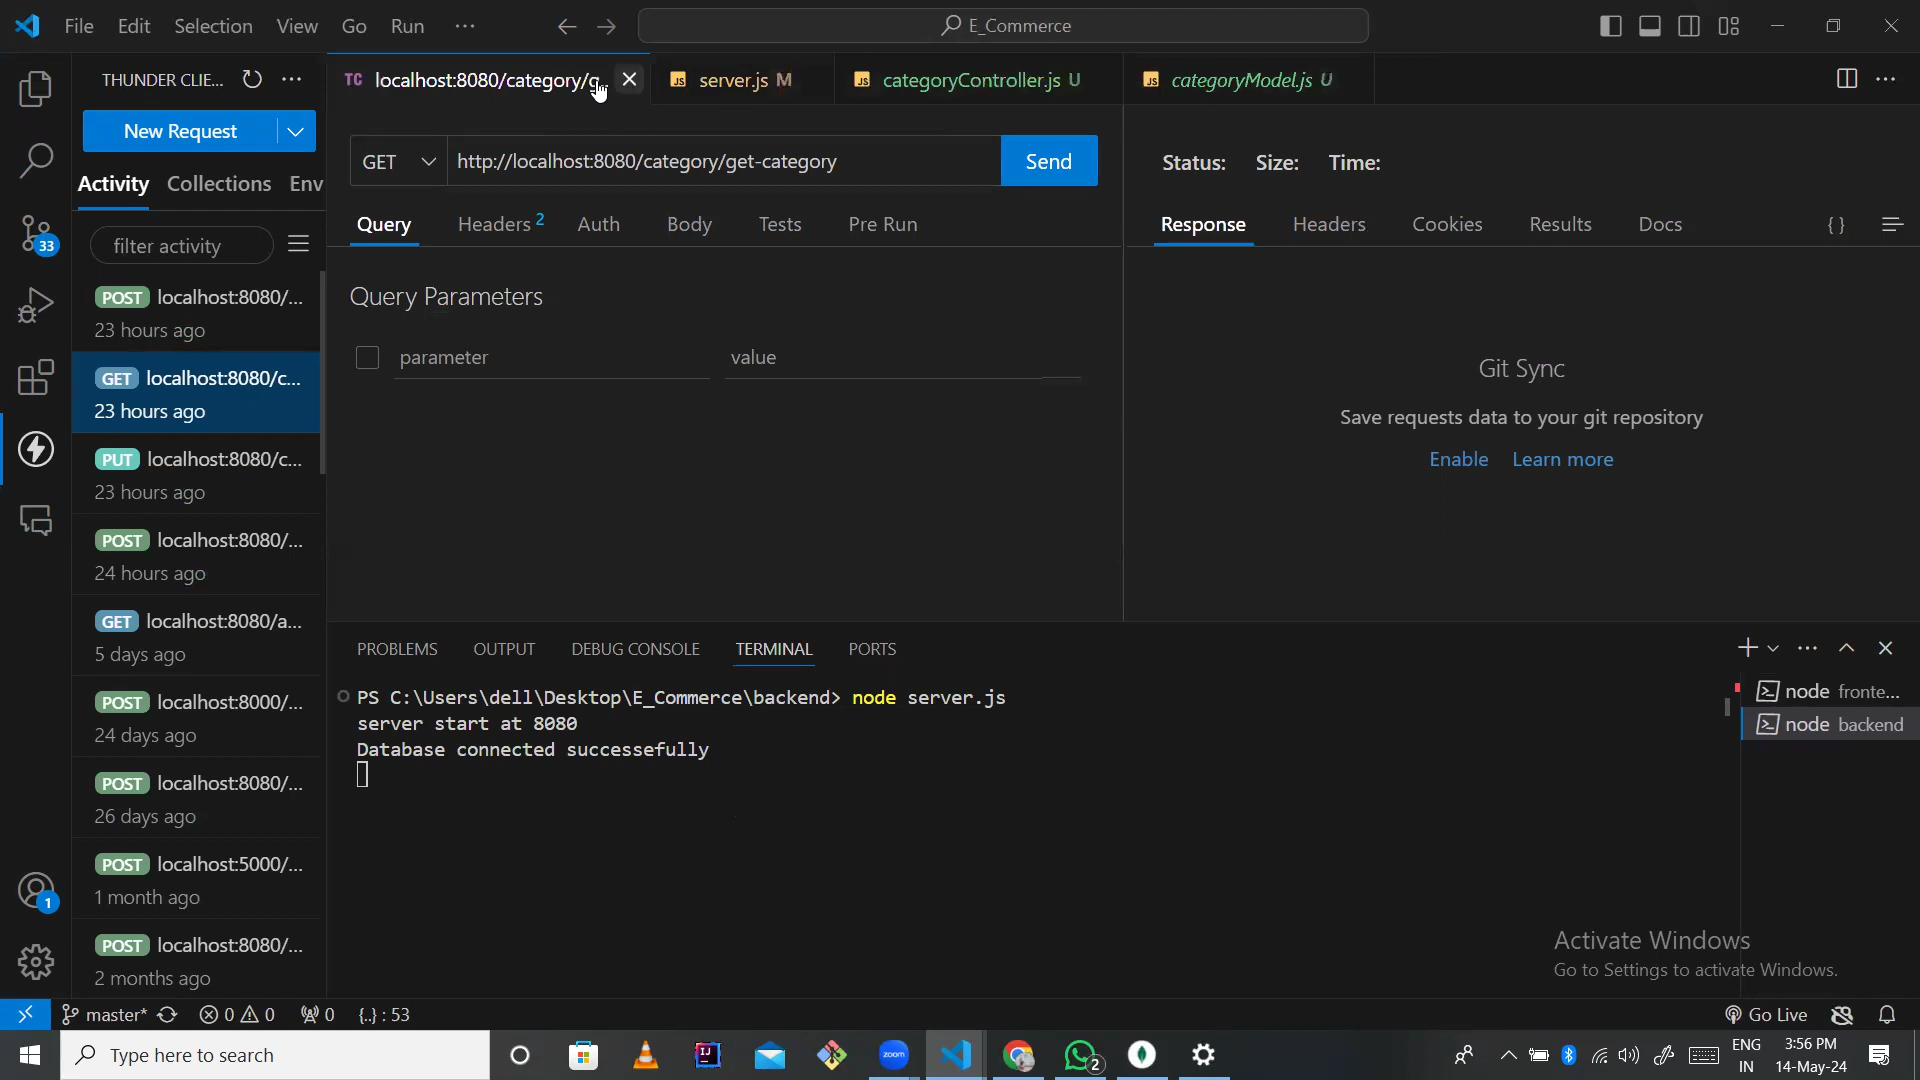 File Edit Selection View Go Run ···
E_Commerce
THUNDER CLIE...
TC localhost:8080/category/g
JS server.js M
JS categoryController.js U
JS categoryModel.js U
New Request
Activity Collections Env
filter activity
POST localhost:8080/...
23 hours ago
GET localhost:8080/c...
23 hours ago
PUT localhost:8080/c...
23 hours ago
POST localhost:8080/...
24 hours ago
GET localhost:8080/a...
5 days ago
POST localhost:8000/...
24 days ago
POST localhost:8080/...
26 days ago
POST localhost:5000/...
1 month ago
POST localhost:8080/...
2 months ago
33
1
GET http://localhost:8080/category/get-category Send
Query Headers 2 Auth Body Tests Pre Run
Query Parameters
parameter value
Status: Size: Time:
Response Headers Cookies Results Docs { }
Git Sync
Save requests data to your git repository
Enable Learn more
PROBLEMS OUTPUT DEBUG CONSOLE TERMINAL PORTS
PS C:\Users\dell\Desktop\E_Commerce\backend> node server.js
server start at 8080
Database connected successefully
node fronte...
node backend
Activate Windows
Go to Settings to activate Windows.
master* 0 0 0 {..} : 53
Go Live
Type here to search
IJ
zoom
2
ENG
IN
3:56 PM
14-May-24